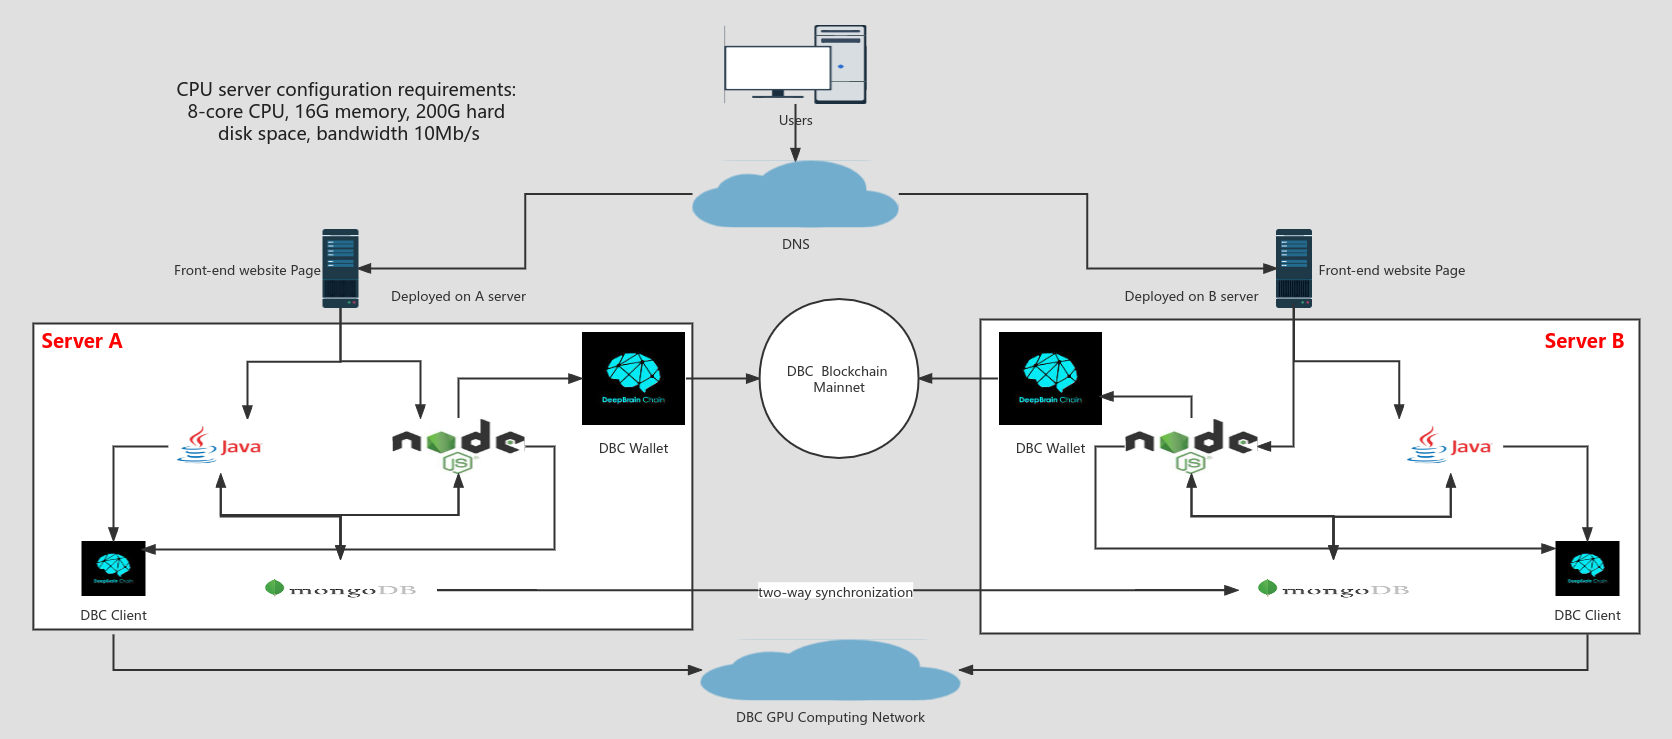 CPU server configuration requirements:
8-core CPU, 16G memory, 200G hard
disk space, bandwidth 10Mb/s
Users
DNS
Front-end website Page
Deployed on A server
Deployed on B server
Front-end website Page
Server A
Server B
DeepBrain Chain
DBC Wallet
DBC Blockchain
Mainnet
DeepBrain Chain
DBC Wallet
Java
node
JS
node
JS
Java
DeepBrain Chain
DBC Client
mongoDB
two-way synchronization
mongoDB
DeepBrain Chain
DBC Client
DBC GPU Computing Network